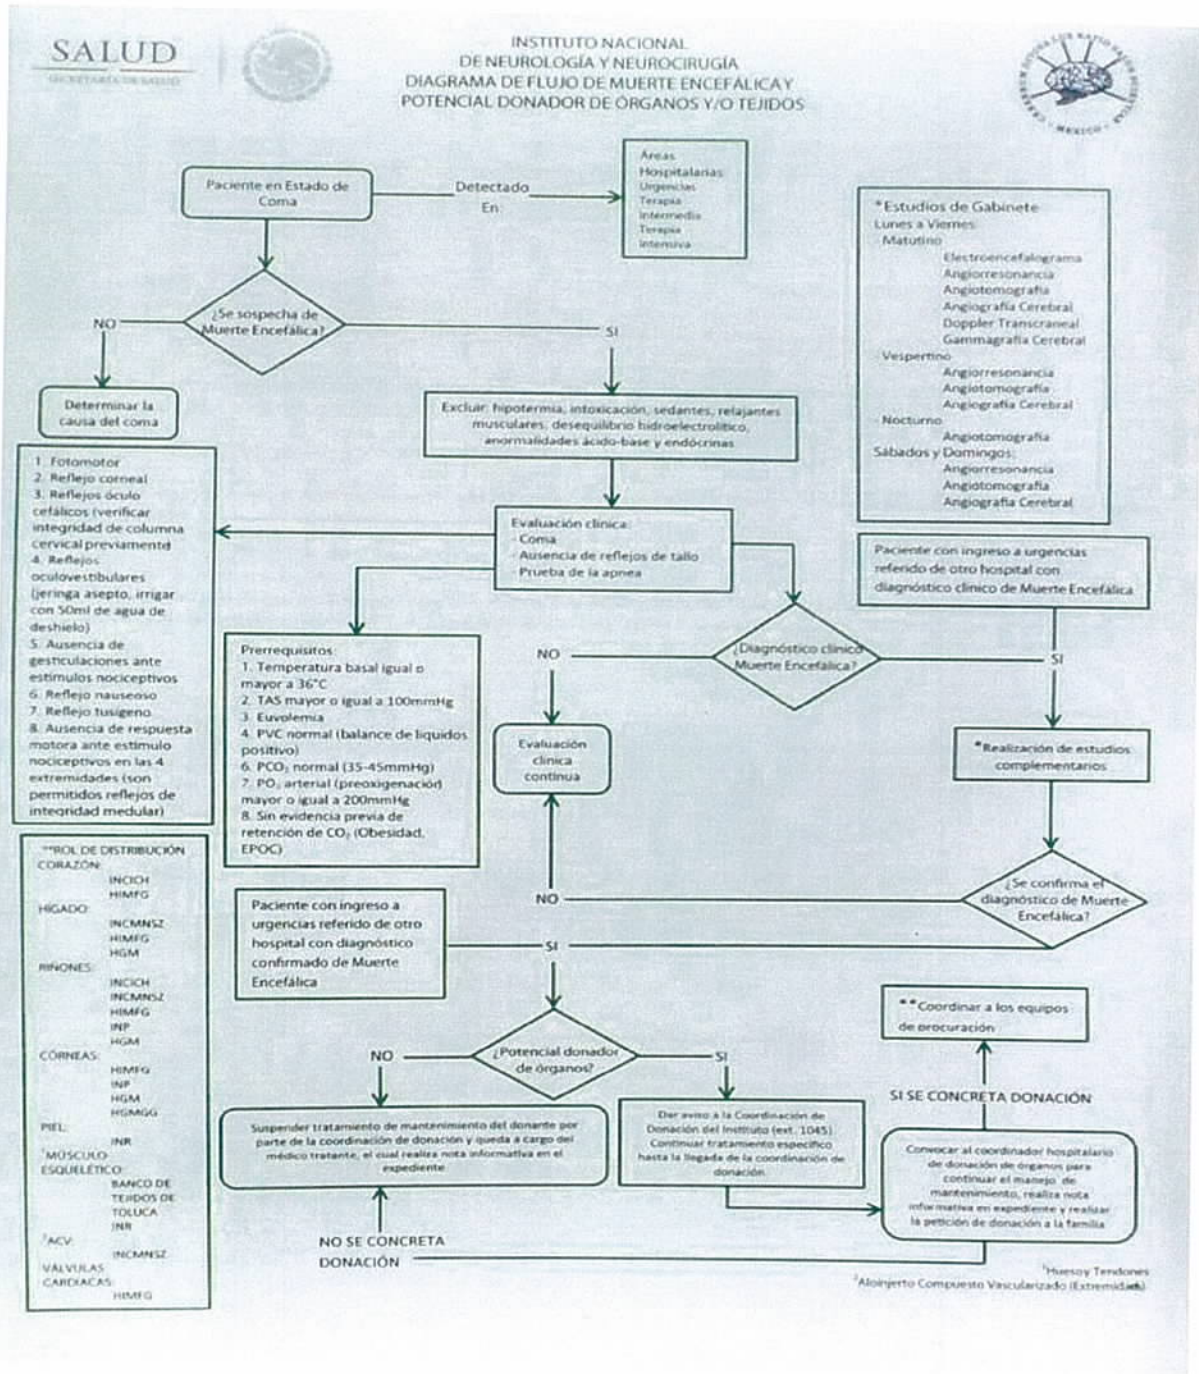 SALUD
SECRETARÍA DE SALUD
INSTITUTO NACIONAL
DE NEUROLOGÍA Y NEUROCIRUGÍA
DIAGRAMA DE FLUJO DE MUERTE ENCEFÁLICA Y
POTENCIAL DONADOR DE ÓRGANOS Y/O TEJIDOS
MEXICO
Paciente en Estado de
Coma
Detectado
En:
Áreas
Hospitalarias
Urgencias
Terapia
Intermedia
Terapia
Intensiva
*Estudios de Gabinete
Lunes a Viernes:
- Matutino
Electroencefalograma
Angiorresonancia
Angiotomografía
Angiografía Cerebral
Doppler Transcraneal
Gammagrafía Cerebral
- Vespertino
Angiorresonancia
Angiotomografía
Angiografía Cerebral
- Nocturno
Angiotomografía
Sábados y Domingos:
Angiorresonancia
Angiotomografía
Angiografía Cerebral
¿Se sospecha de
Muerte Encefálica?
NO
SI
Determinar la
causa del coma
Excluir: hipotermia, intoxicación, sedantes, relajantes
musculares, desequilibrio hidroelectrolítico,
anormalidades ácido-base y endócrinas
1. Fotomotor
2. Reflejo corneal
3. Reflejos óculo
cefálicos (verificar
integridad de columna
cervical previamente)
4. Reflejos
oculovestibulares
(jeringa asepto, irrigar
con 50ml de agua de
deshielo)
5. Ausencia de
gesticulaciones ante
estímulos nociceptivos
6. Reflejo nauseoso
7. Reflejo tusígeno
8. Ausencia de respuesta
motora ante estímulo
nociceptivos en las 4
extremidades (son
permitidos reflejos de
integridad medular)
Evaluación clínica:
- Coma
- Ausencia de reflejos de tallo
- Prueba de la apnea
Paciente con ingreso a urgencias
referido de otro hospital con
diagnóstico clínico de Muerte Encefálica
Prerrequisitos:
1. Temperatura basal igual o
mayor a 36°C
2. TAS mayor o igual a 100mmHg
3. Euvolemia
4. PVC normal (balance de líquidos
positivo)
6. PCO₂ normal (35-45mmHg)
7. PO₂ arterial (preoxigenación)
mayor o igual a 200mmHg
8. Sin evidencia previa de
retención de CO₂ (Obesidad,
EPOC)
¿Diagnóstico clínico
Muerte Encefálica?
NO
SI
Evaluación
clínica
continua
*Realización de estudios
complementarios
¿Se confirma el
diagnóstico de Muerte
Encefálica?
NO
SI
**ROL DE DISTRIBUCIÓN
CORAZÓN:
INCICH
HIMFG
HÍGADO:
INCMNSZ
HIMFG
HGM
RIÑONES:
INCICH
INCMNSZ
HIMFG
INP
HGM
CÓRNEAS:
HIMFG
INP
HGM
HGMGG
PIEL:
INR
¹MÚSCULO
ESQUELÉTICO:
BANCO DE
TEJIDOS DE
TOLUCA
INR
²ACV:
INCMNSZ
VÁLVULAS
CARDIACAS:
HIMFG
Paciente con ingreso a
urgencias referido de otro
hospital con diagnóstico
confirmado de Muerte
Encefálica
¿Potencial donador
de órganos?
NO
SI
**Coordinar a los equipos
de procuración
SI SE CONCRETA DONACIÓN
Suspender tratamiento de mantenimiento del donante por
parte de la coordinación de donación y queda a cargo del
médico tratante, el cual realiza nota informativa en el
expediente
Dar aviso a la Coordinación de
Donación del Instituto (ext. 1045)
Continuar tratamiento específico
hasta la llegada de la coordinación de
donación.
Convocar al coordinador hospitalario
de donación de órganos para
continuar el manejo de
mantenimiento, realiza nota
informativa en expediente y realizar
la petición de donación a la familia
NO SE CONCRETA
DONACIÓN
¹Huesoy Tendones
²Aloinjerto Compuesto Vascularizado (Extremidades)